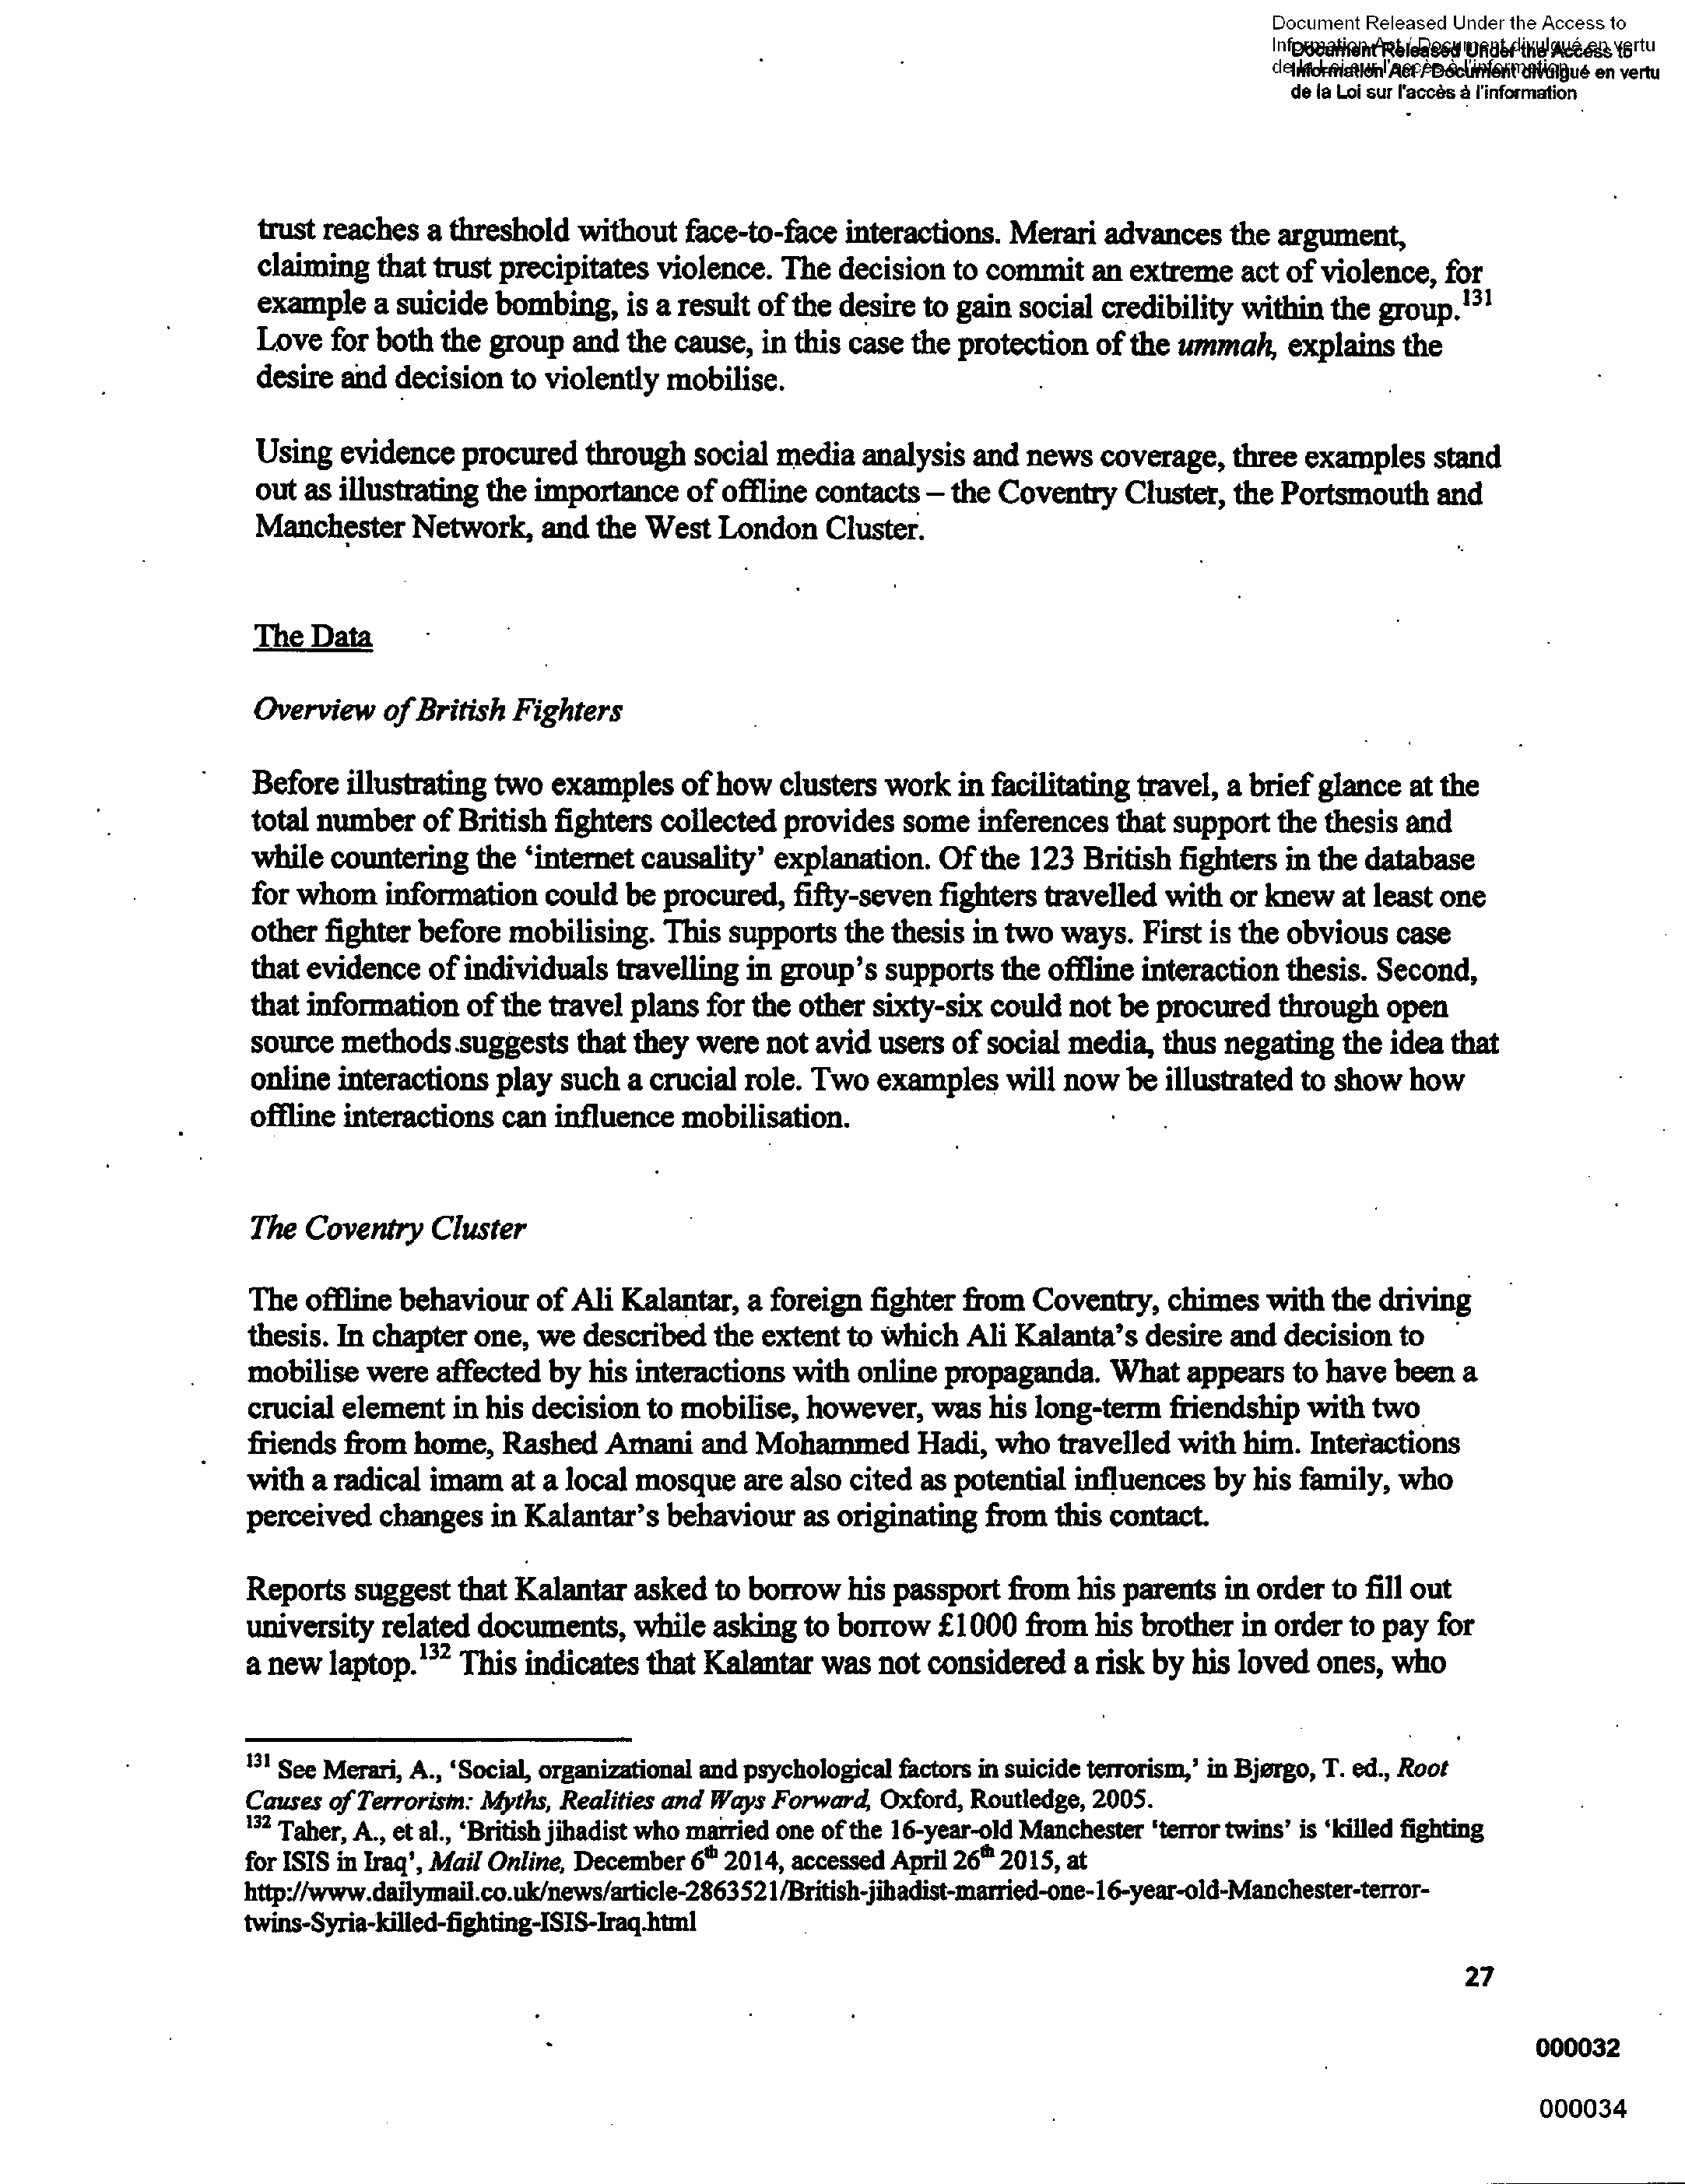 Document Released Under the Access to
Information Act / Document divulgué en vertu
de la Loi sur l'accès à l'information
Document Released Under the Access to
Information Act / Document divulgué en vertu
de la Loi sur l'accès à l'information
trust reaches a threshold without face-to-face interactions. Merari advances the argument,
claiming that trust precipitates violence. The decision to commit an extreme act of violence, for
example a suicide bombing, is a result of the desire to gain social credibility within the group.131
Love for both the group and the cause, in this case the protection of the ummah, explains the
desire and decision to violently mobilise.
Using evidence procured through social media analysis and news coverage, three examples stand
out as illustrating the importance of offline contacts – the Coventry Cluster, the Portsmouth and
Manchester Network, and the West London Cluster.
The Data
Overview of British Fighters
Before illustrating two examples of how clusters work in facilitating travel, a brief glance at the
total number of British fighters collected provides some inferences that support the thesis and
while countering the ‘internet causality’ explanation. Of the 123 British fighters in the database
for whom information could be procured, fifty-seven fighters travelled with or knew at least one
other fighter before mobilising. This supports the thesis in two ways. First is the obvious case
that evidence of individuals travelling in group’s supports the offline interaction thesis. Second,
that information of the travel plans for the other sixty-six could not be procured through open
source methods suggests that they were not avid users of social media, thus negating the idea that
online interactions play such a crucial role. Two examples will now be illustrated to show how
offline interactions can influence mobilisation.
The Coventry Cluster
The offline behaviour of Ali Kalantar, a foreign fighter from Coventry, chimes with the driving
thesis. In chapter one, we described the extent to which Ali Kalanta’s desire and decision to
mobilise were affected by his interactions with online propaganda. What appears to have been a
crucial element in his decision to mobilise, however, was his long-term friendship with two
friends from home, Rashed Amani and Mohammed Hadi, who travelled with him. Interactions
with a radical imam at a local mosque are also cited as potential influences by his family, who
perceived changes in Kalantar’s behaviour as originating from this contact.
Reports suggest that Kalantar asked to borrow his passport from his parents in order to fill out
university related documents, while asking to borrow £1000 from his brother in order to pay for
a new laptop.132 This indicates that Kalantar was not considered a risk by his loved ones, who
131 See Merari, A., ‘Social, organizational and psychological factors in suicide terrorism,’ in Bjørgo, T. ed., Root
Causes of Terrorism: Myths, Realities and Ways Forward, Oxford, Routledge, 2005.
132 Taher, A., et al., ‘British jihadist who married one of the 16-year-old Manchester ‘terror twins’ is ‘killed fighting
for ISIS in Iraq’, Mail Online, December 6th 2014, accessed April 26th 2015, at
http://www.dailymail.co.uk/news/article-2863521/British-jihadist-married-one-16-year-old-Manchester-terror-
twins-Syria-killed-fighting-ISIS-Iraq.html
27
000032
000034